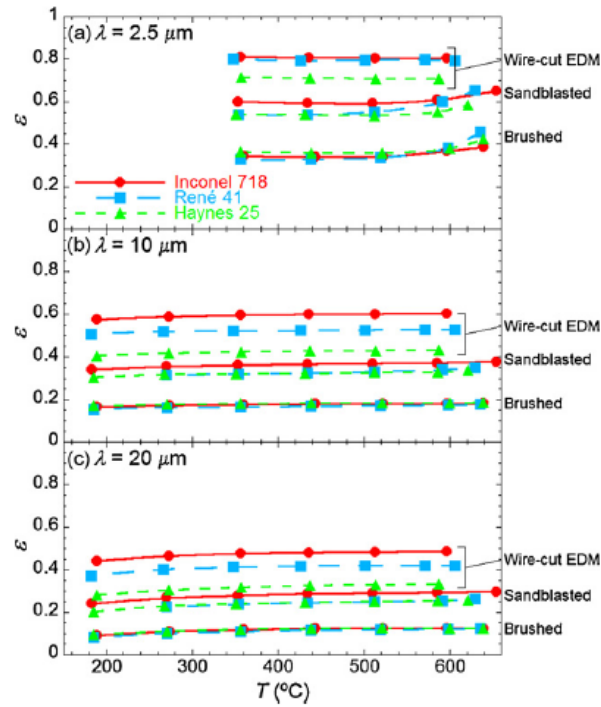 1
(a) λ = 2.5 μm
0.8
Wire-cut EDM
0.6
Sandblasted
ε
0.4
Brushed
Inconel 718
0.2
René 41
Haynes 25
0
(b) λ = 10 μm
0.8
0.6
Wire-cut EDM
ε
0.4
Sandblasted
0.2
Brushed
0
(c) λ = 20 μm
0.8
0.6
ε
Wire-cut EDM
0.4
Sandblasted
0.2
Brushed
0
200 300 400 500 600
T (ºC)